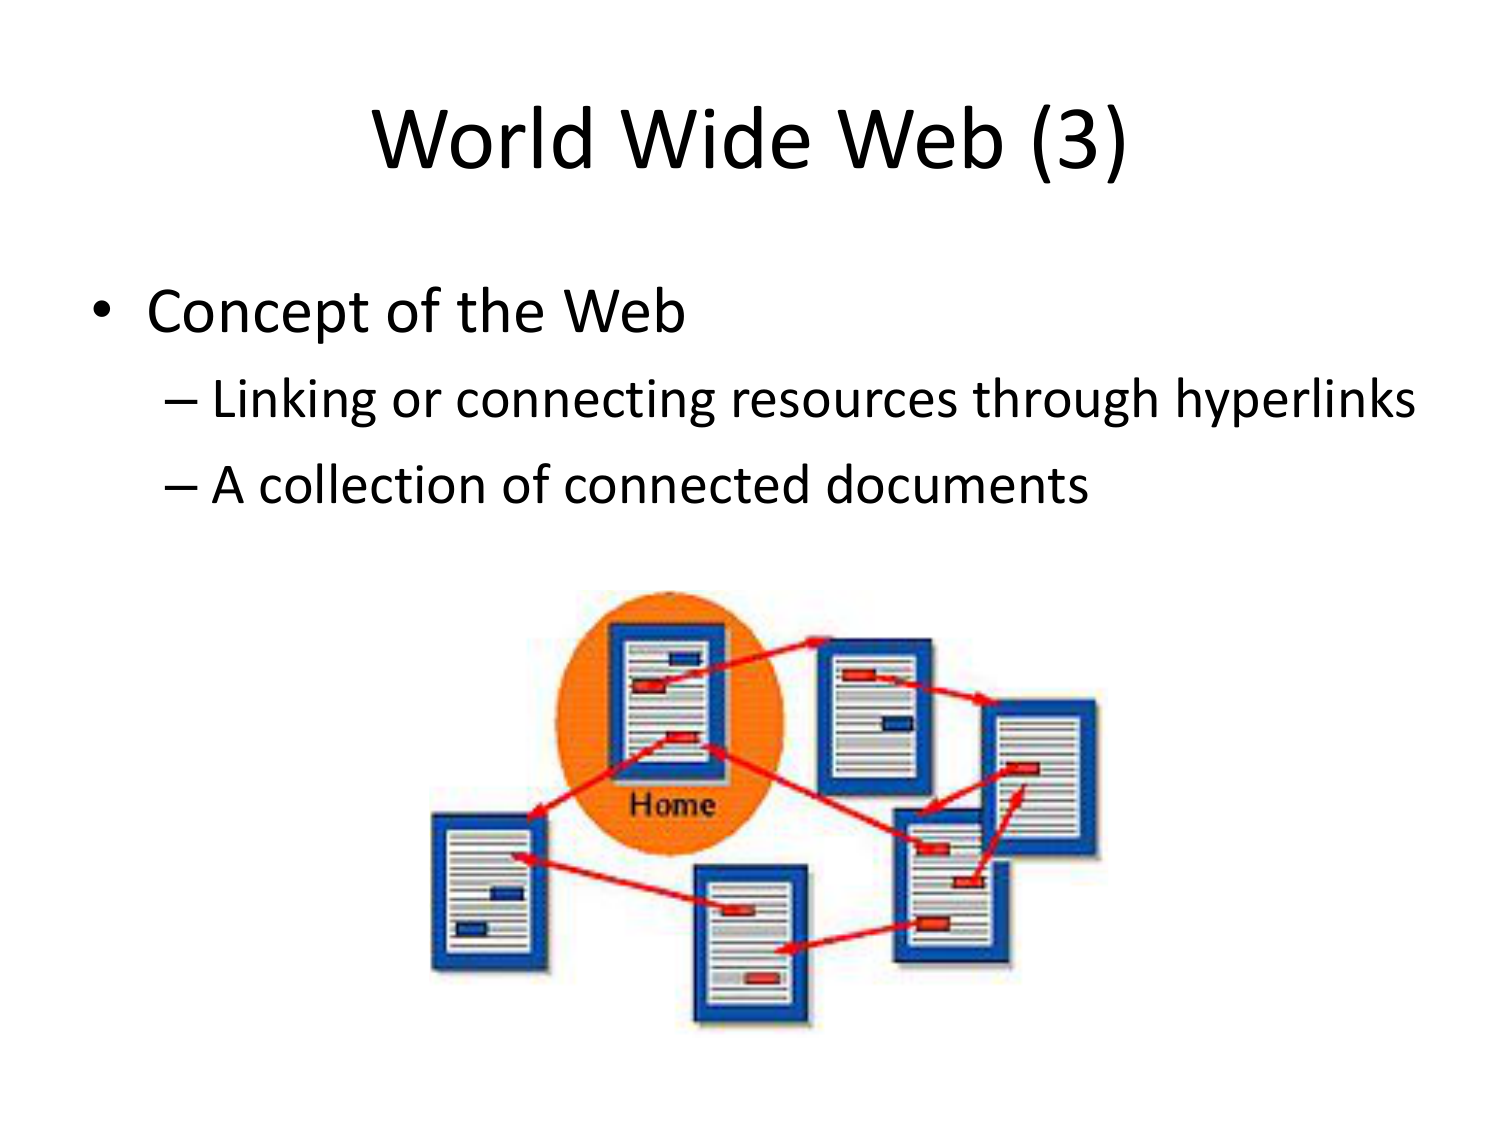 World Wide Web (3)
• Concept of the Web
– Linking or connecting resources through hyperlinks
– A collection of connected documents
Home